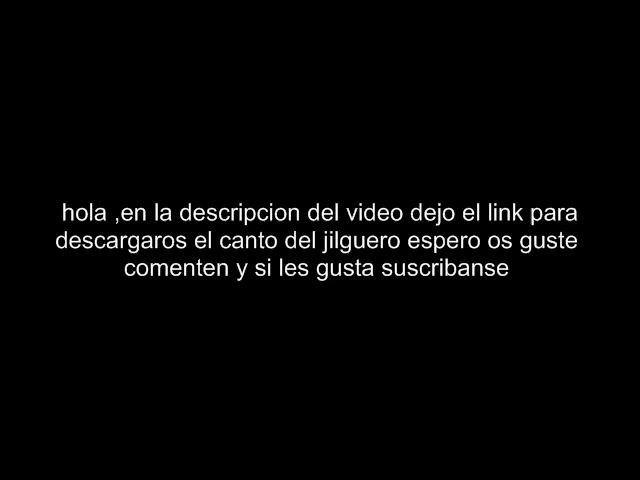 hola ,en la descripcion del video dejo el link para
descargaros el canto del jilguero espero os guste
comenten y si les gusta suscribanse